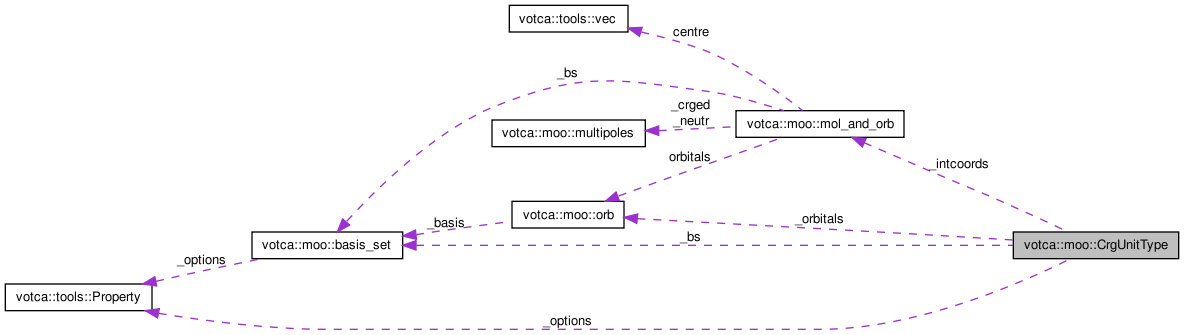 votca::tools::vec
centre
_bs
_crged
_neutr
votca::moo::multipoles
votca::moo::mol_and_orb
orbitals
_intcoords
votca::moo::orb
_basis
_orbitals
votca::moo::basis_set
_bs
votca::moo::CrgUnitType
_options
votca::tools::Property
_options